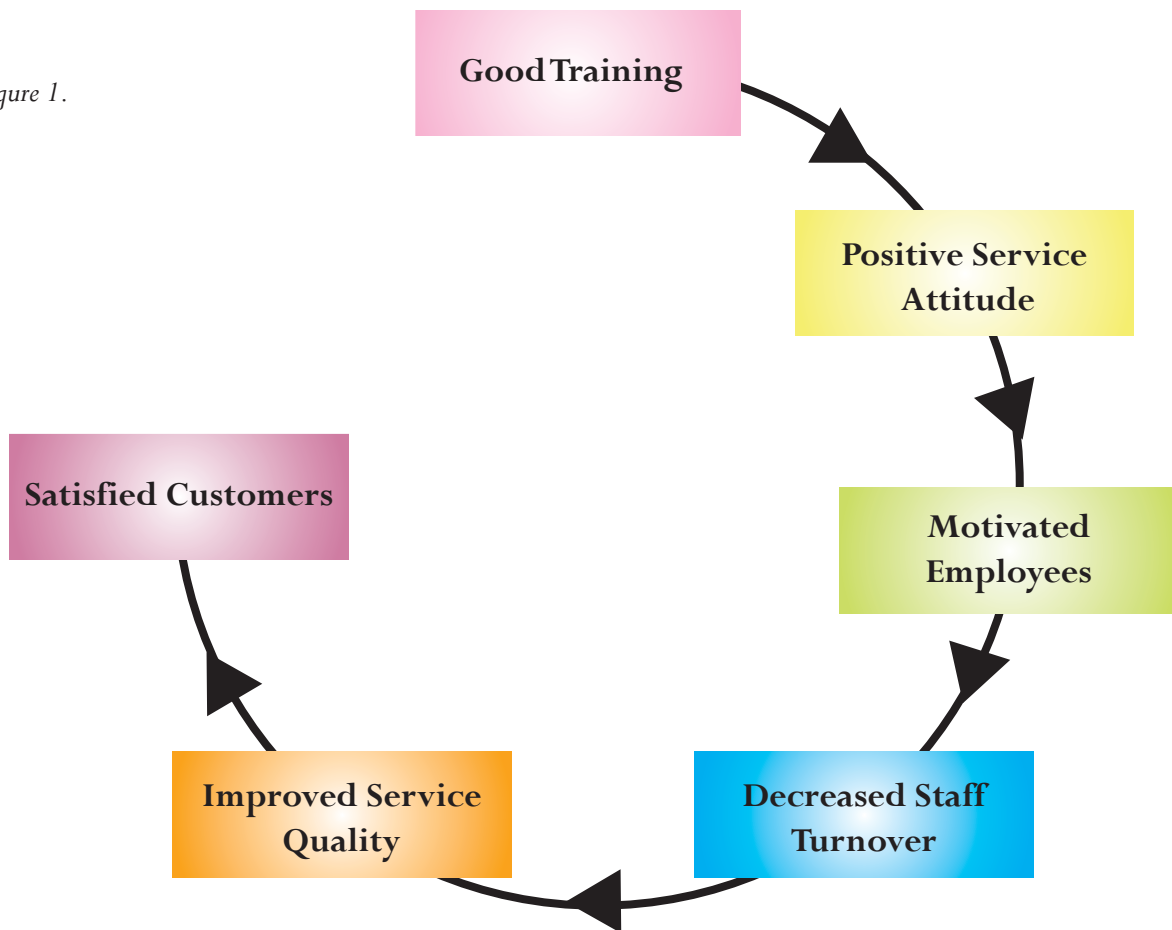 Good Training
gure 1.
Positive Service
Attitude
Satisfied Customers
Motivated
Employees
Improved Service
Quality
Decreased Staff
Turnover